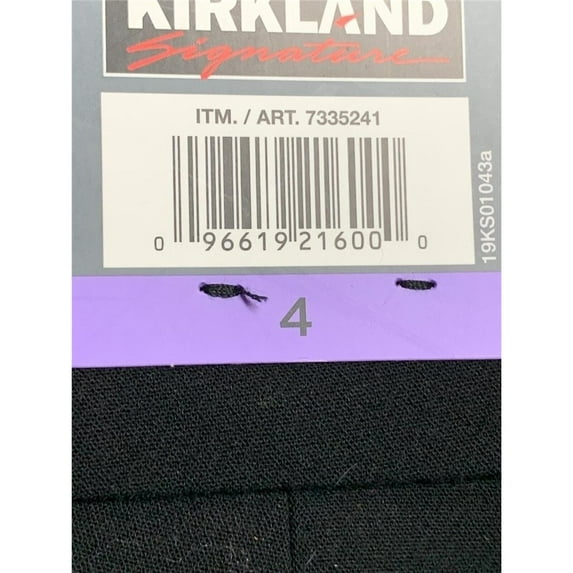 KIRKLAND
Signature
ITM. / ART. 7335241
0 96619 21600 0
19KS01043a
4